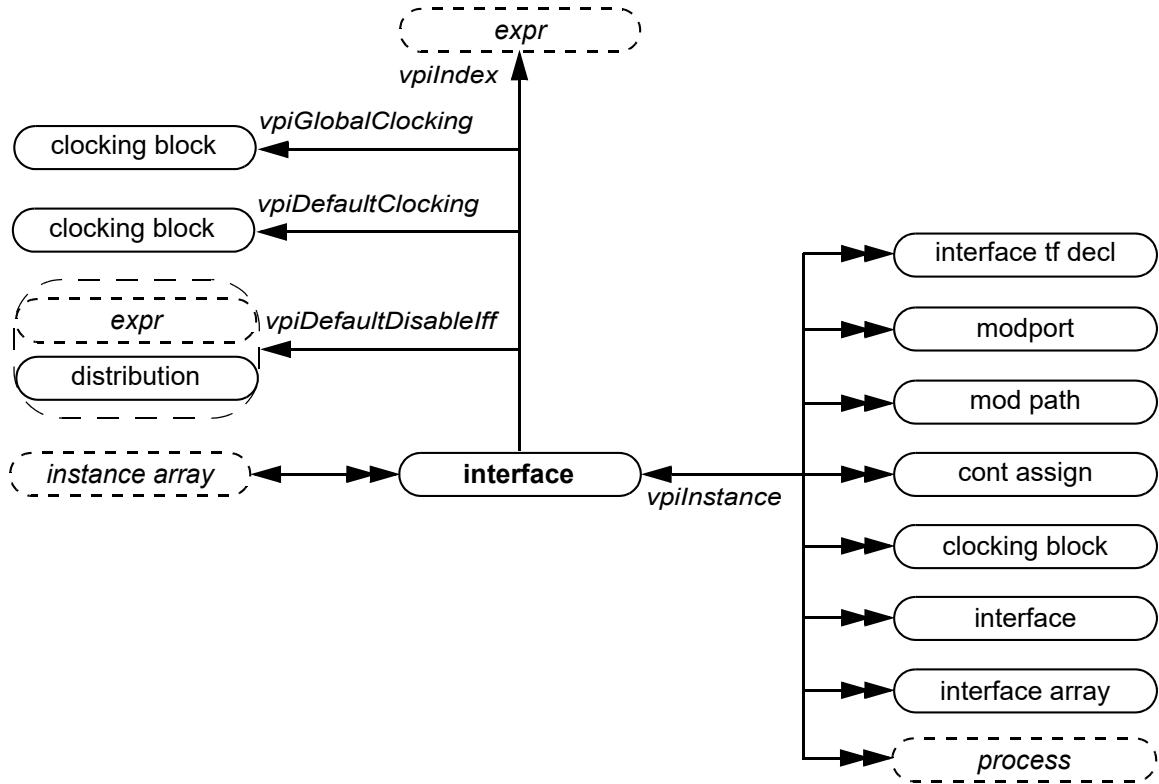 expr
vpiIndex
vpiGlobalClocking
clocking block
vpiDefaultClocking
clocking block
expr
vpiDefaultDisableIff
distribution
instance array
interface
vpiInstance
interface tf decl
modport
mod path
cont assign
clocking block
interface
interface array
process